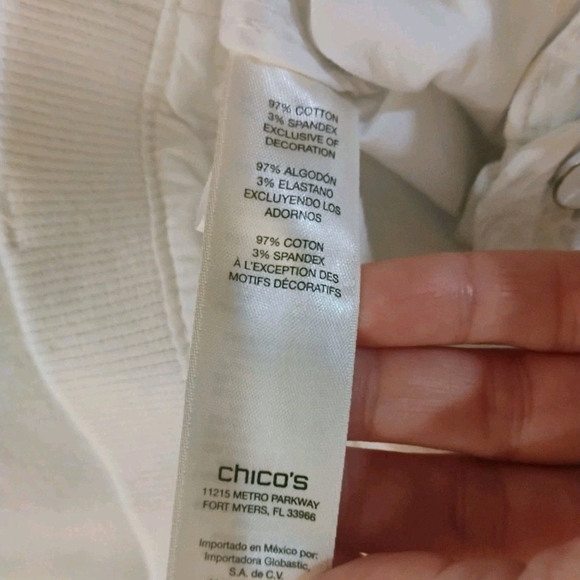 97% COTTON
3% SPANDEX
EXCLUSIVE OF
DECORATION
97% ALGODÓN
3% ELASTANO
EXCLUYENDO LOS
ADORNOS
97% COTON
3% SPANDEX
À L'EXCEPTION DES
MOTIFS DÉCORATIFS
chico's
11215 METRO PARKWAY
FORT MYERS, FL 33966
Importado en México por:
Importadora Globastic,
S.A. de C.V.